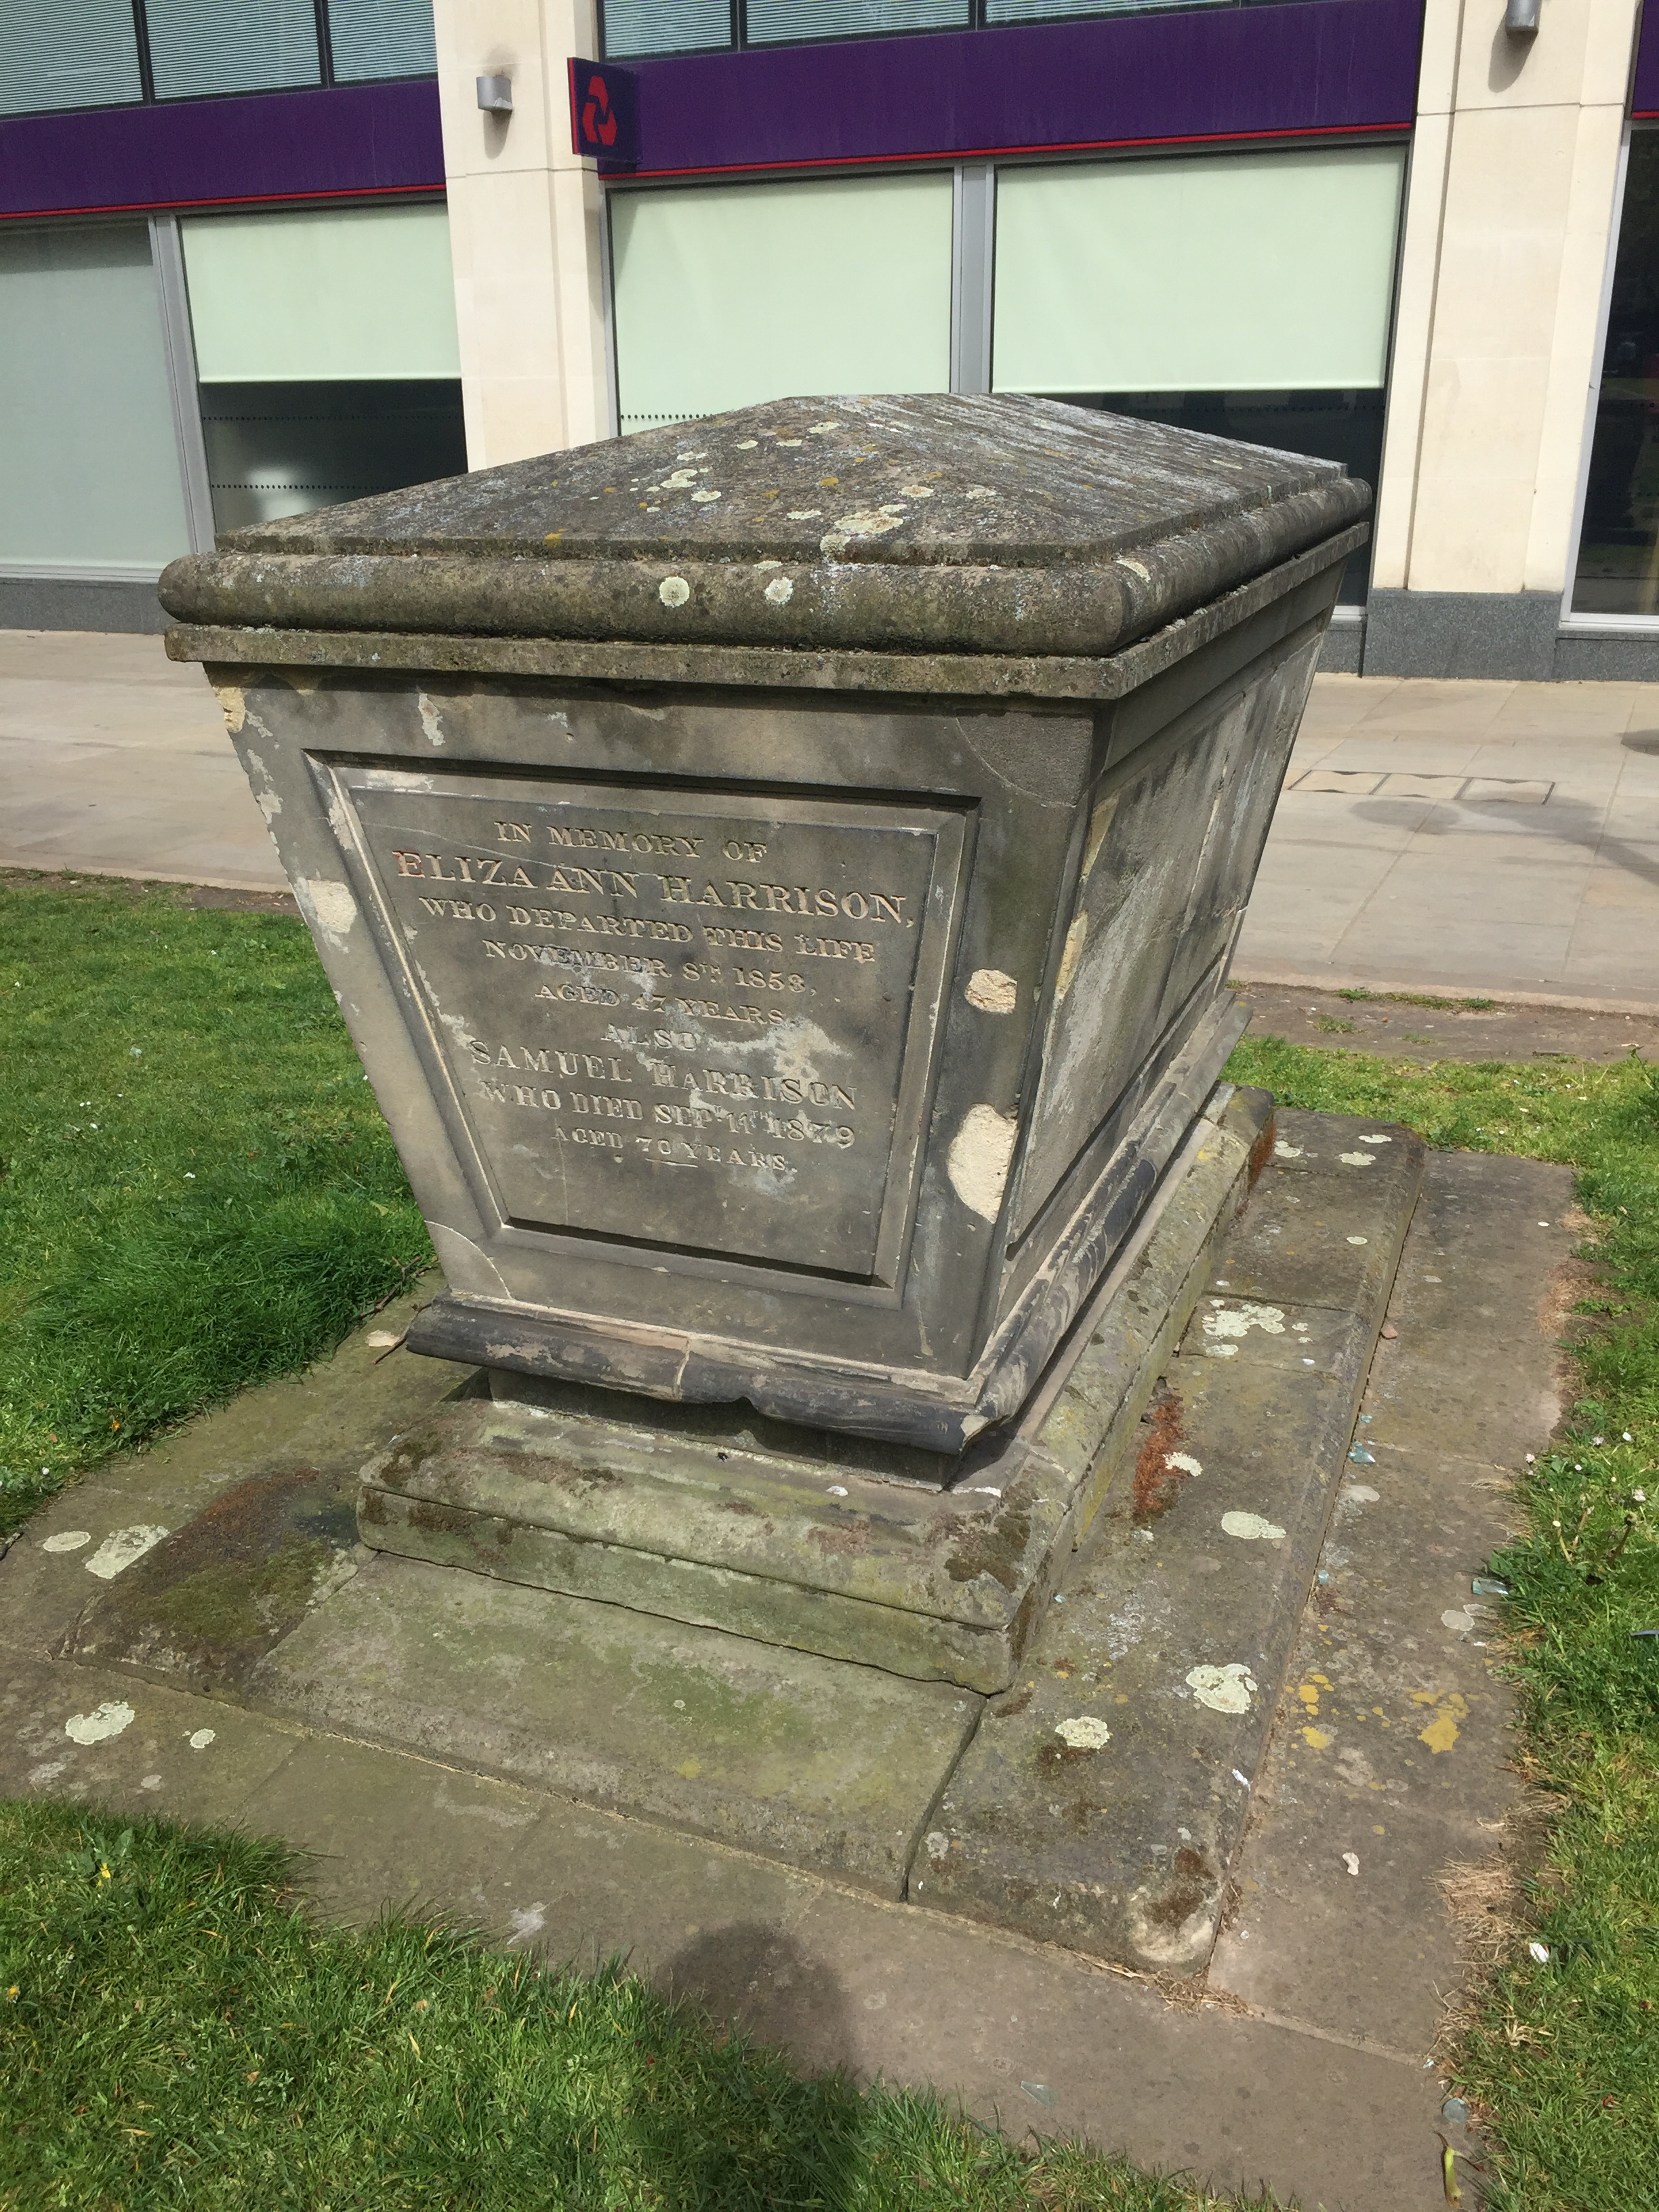 IN MEMORY OF
ELIZA ANN HARRISON,
WHO DEPARTED THIS LIFE
NOVEMBER 8TH 1853,
AGED 47 YEARS.
ALSO
SAMUEL HARRISON
WHO DIED SEP. 11TH 1879
AGED 70 YEARS.